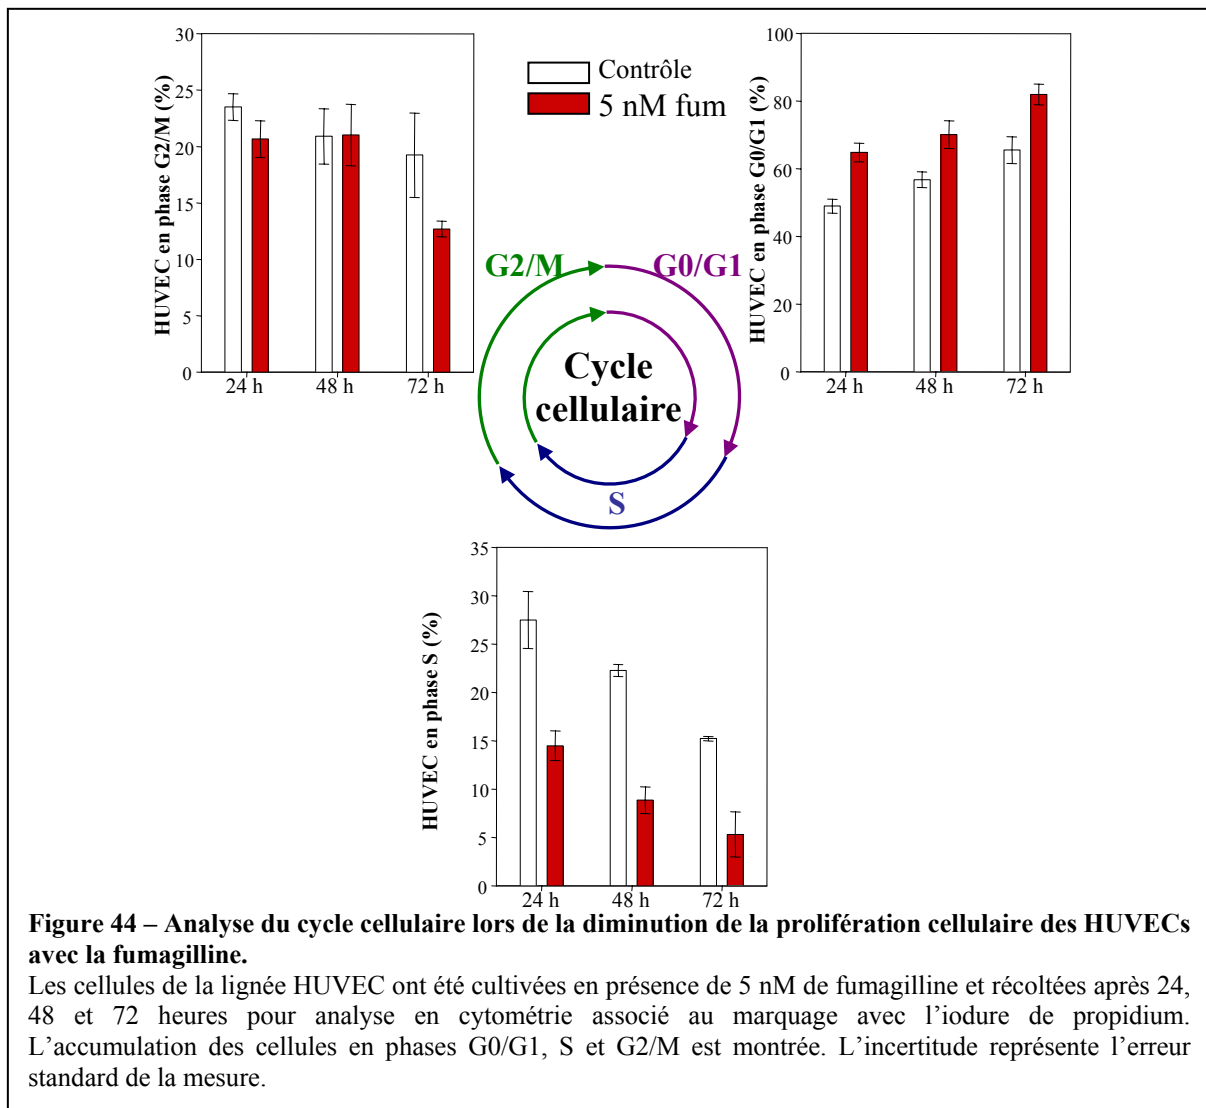 30
25
20
15
10
5
0
HUVEC en phase G2/M (%)
24 h 48 h 72 h
Contrôle
5 nM fum
100
80
60
40
20
0
HUVEC en phase G0/G1 (%)
24 h 48 h 72 h
G2/M G0/G1
Cycle
cellulaire
S
35
30
25
20
15
10
5
0
HUVEC en phase S (%)
24 h 48 h 72 h
Figure 44 – Analyse du cycle cellulaire lors de la diminution de la prolifération cellulaire des HUVECs
avec la fumagilline.
Les cellules de la lignée HUVEC ont été cultivées en présence de 5 nM de fumagilline et récoltées après 24,
48 et 72 heures pour analyse en cytométrie associé au marquage avec l’iodure de propidium.
L’accumulation des cellules en phases G0/G1, S et G2/M est montrée. L’incertitude représente l’erreur
standard de la mesure.